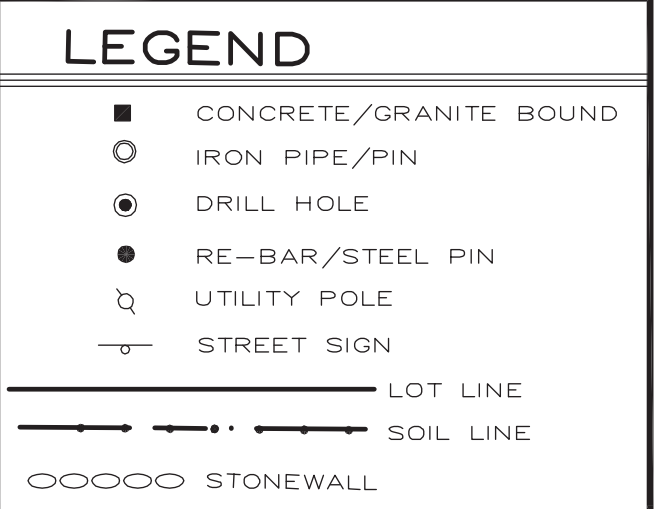 LEGEND
CONCRETE/GRANITE BOUND
IRON PIPE/PIN
DRILL HOLE
RE-BAR/STEEL PIN
UTILITY POLE
STREET SIGN
LOT LINE
SOIL LINE
STONEWALL